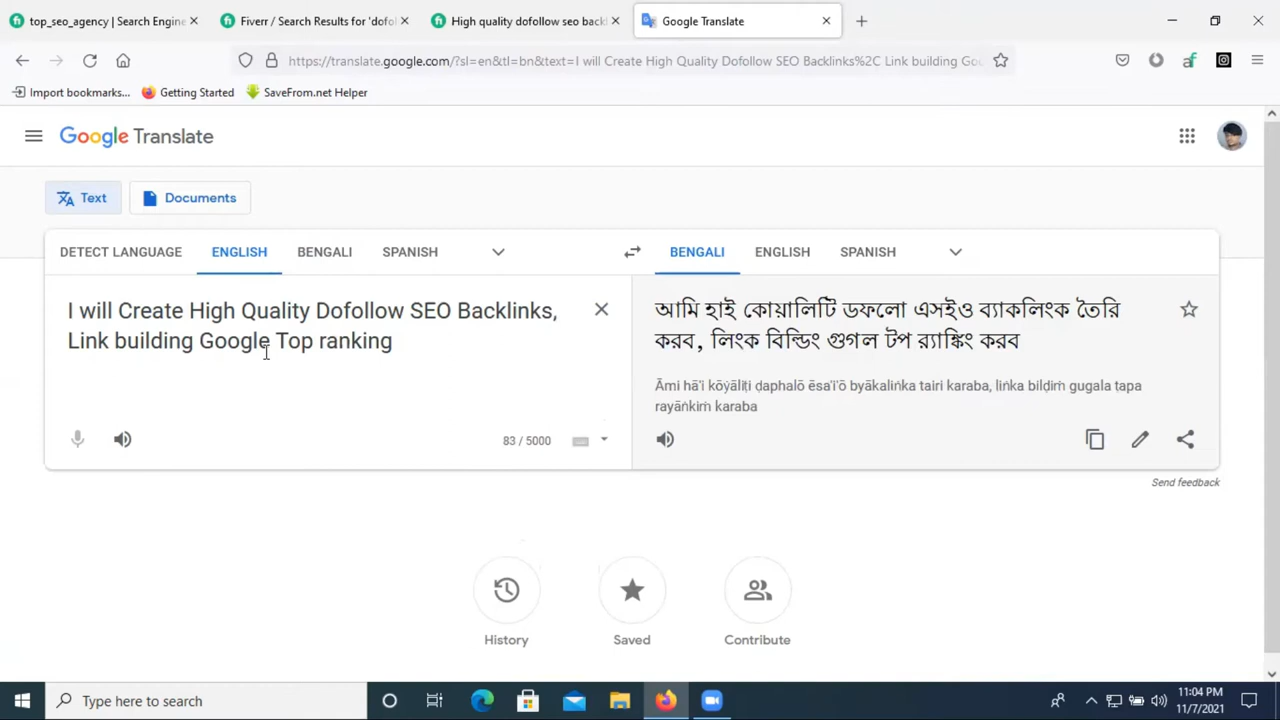 top_seo_agency | Search Engine
Fiverr / Search Results for 'dofol
High quality dofollow seo backl
Google Translate
https://translate.google.com/?sl=en&tl=bn&text=I will Create High Quality Dofollow SEO Backlinks%2C Link building Goo
Import bookmarks...
Getting Started
SaveFrom.net Helper
Google Translate
Text
Documents
DETECT LANGUAGE
ENGLISH
BENGALI
SPANISH
BENGALI
ENGLISH
SPANISH
I will Create High Quality Dofollow SEO Backlinks,
Link building Google Top ranking
83 / 5000
আমি হাই কোয়ালিটি ডফলো এসইও ব্যাকলিংক তৈরি
করব, লিংক বিল্ডিং গুগল টপ র‌্যাঙ্কিং করব
Āmi hā'i kōẏāliṭi ḍaphalō ēsa'i'ō byākaliṅka tairi karaba, liṅka bilḍiṁ gugala ṭapa
rayāṅkiṁ karaba
Send feedback
History
Saved
Contribute
Type here to search
11:04 PM
11/7/2021